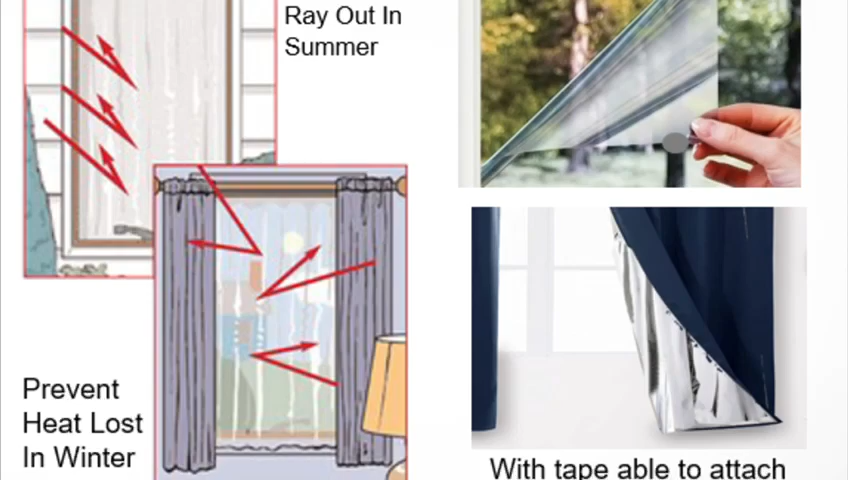 Ray Out In
Summer
Prevent
Heat Lost
In Winter
With tape able to attach